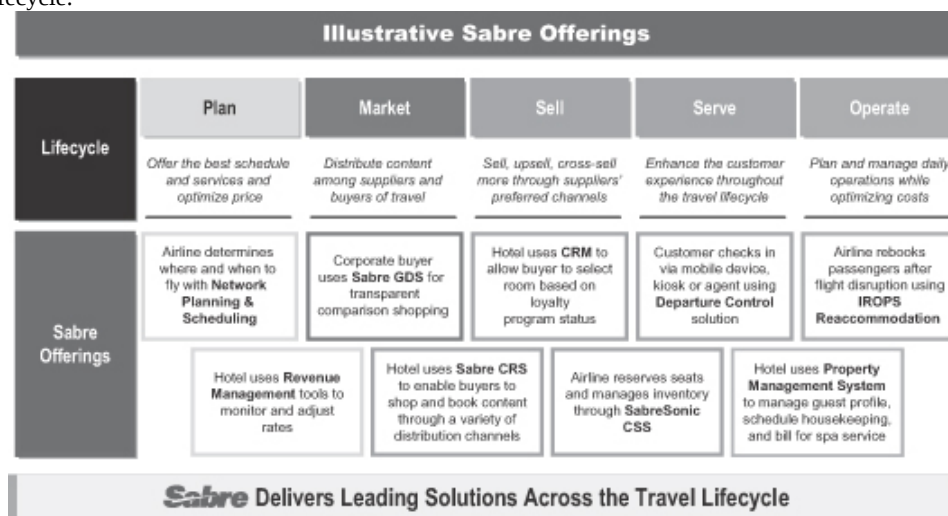 fecycle.
Illustrative Sabre Offerings
Lifecycle
Plan
Offer the best schedule
and services and
optimize price
Market
Distribute content
among suppliers and
buyers of travel
Sell
Sell, upsell, cross-sell
more through suppliers'
preferred channels
Serve
Enhance the customer
experience throughout
the travel lifecycle
Operate
Plan and manage daily
operations while
optimizing costs
Sabre
Offerings
Airline determines
where and when to
fly with Network
Planning &
Scheduling
Corporate buyer
uses Sabre GDS for
transparent
comparison shopping
Hotel uses CRM to
allow buyer to select
room based on
loyalty
program status
Customer checks in
via mobile device,
kiosk or agent using
Departure Control
solution
Airline rebooks
passengers after
flight disruption using
IROPS
Reaccommodation
Hotel uses Revenue
Management tools to
monitor and adjust
rates
Hotel uses Sabre CRS
to enable buyers to
shop and book content
through a variety of
distribution channels
Airline reserves seats
and manages inventory
through SabreSonic
CSS
Hotel uses Property
Management System
to manage guest profile,
schedule housekeeping,
and bill for spa service
Sabre Delivers Leading Solutions Across the Travel Lifecycle